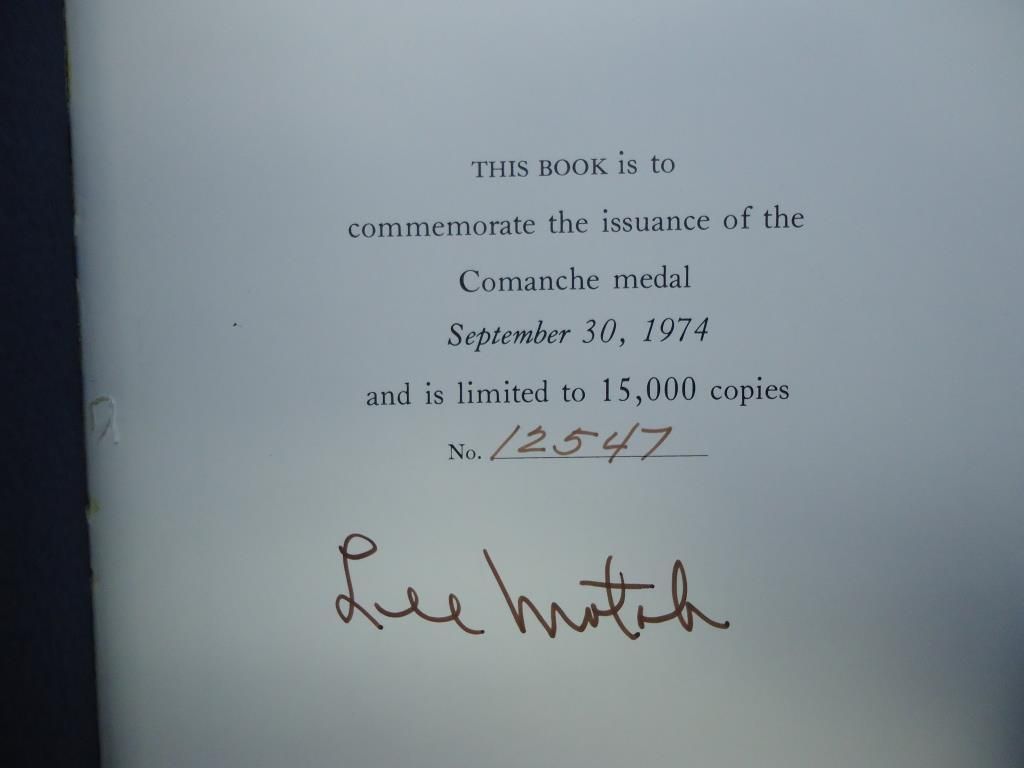 THIS BOOK is to
commemorate the issuance of the
Comanche medal
September 30, 1974
and is limited to 15,000 copies
No. 12547
Lee Motah